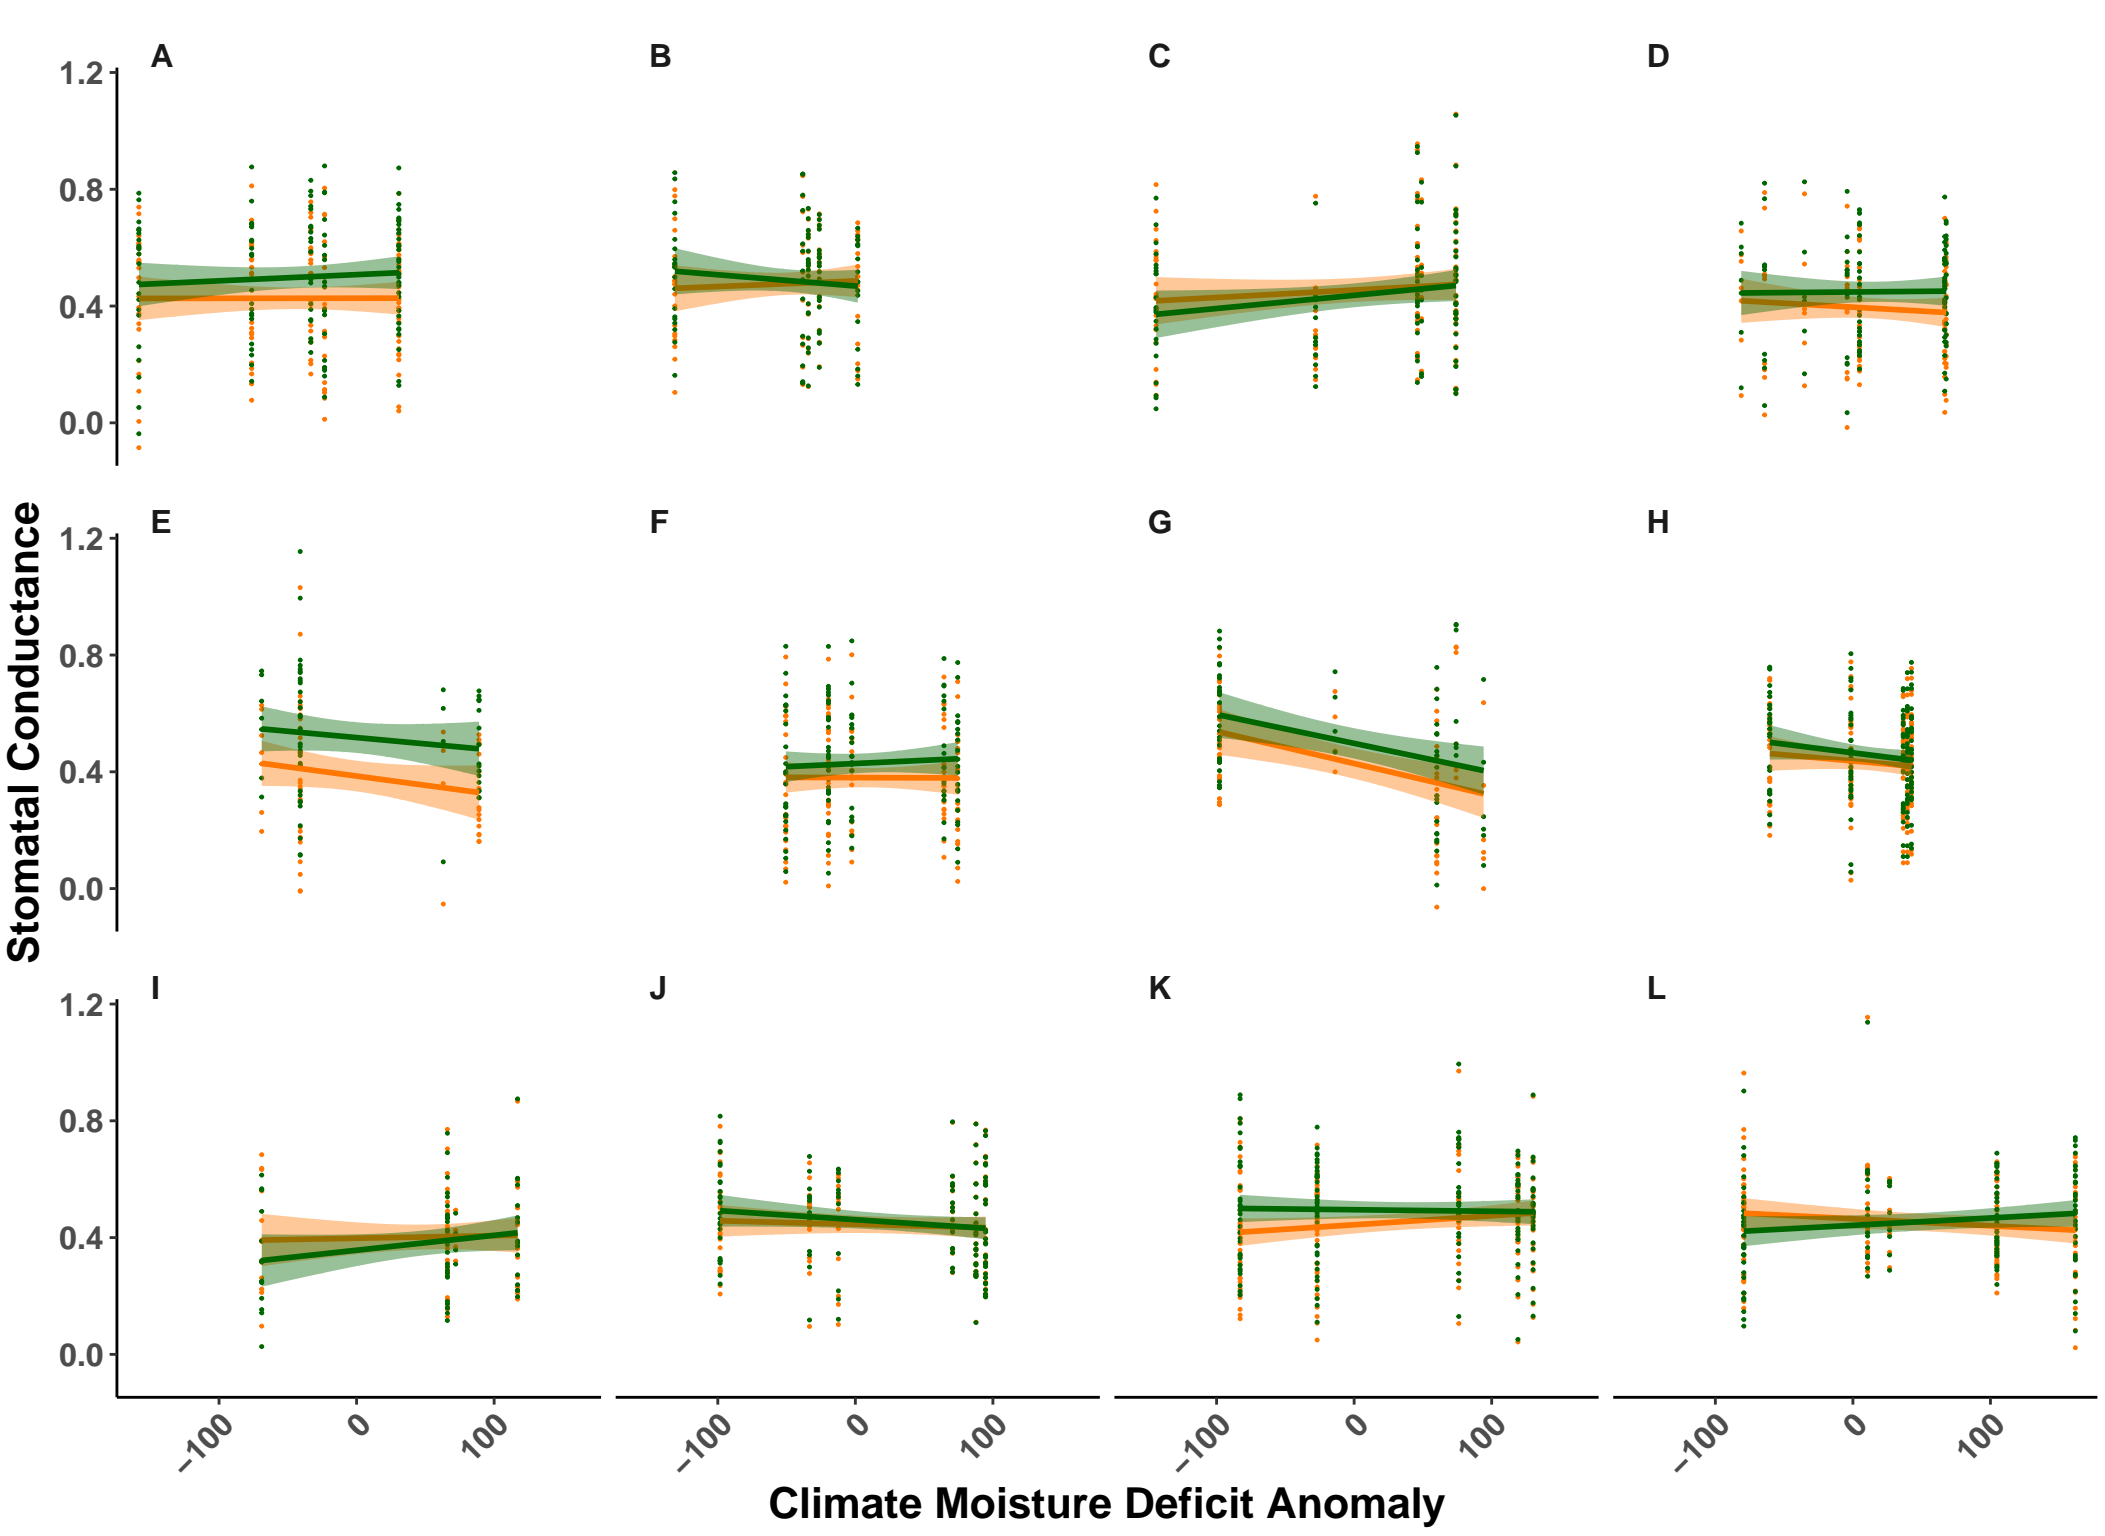 A B C D
1.2
0.8
0.4
0.0
E F G H
1.2
0.8
0.4
0.0
I J K L
1.2
0.8
0.4
0.0
−100 0 100 −100 0 100 −100 0 100 −100 0 100
Stomatal Conductance
Climate Moisture Deficit Anomaly